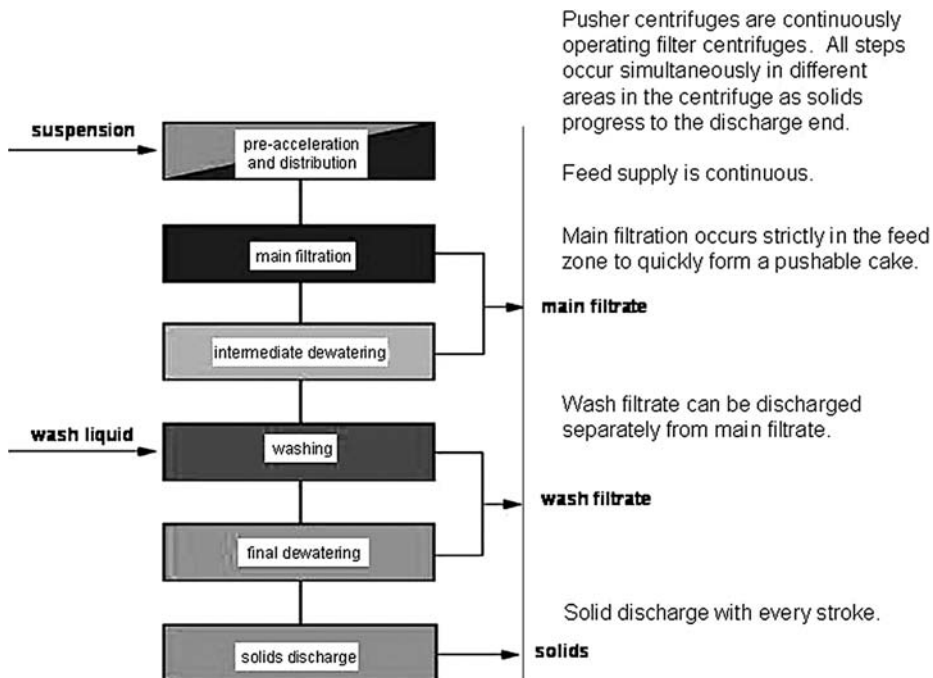 Pusher centrifuges are continuously
operating filter centrifuges.  All steps
occur simultaneously in different
areas in the centrifuge as solids
progress to the discharge end.
suspension
pre-acceleration
and distribution
Feed supply is continuous.
main filtration
Main filtration occurs strictly in the feed
zone to quickly form a pushable cake.
main filtrate
intermediate dewatering
Wash filtrate can be discharged
separately from main filtrate.
wash liquid
washing
wash filtrate
final dewatering
Solid discharge with every stroke.
solids discharge
solids